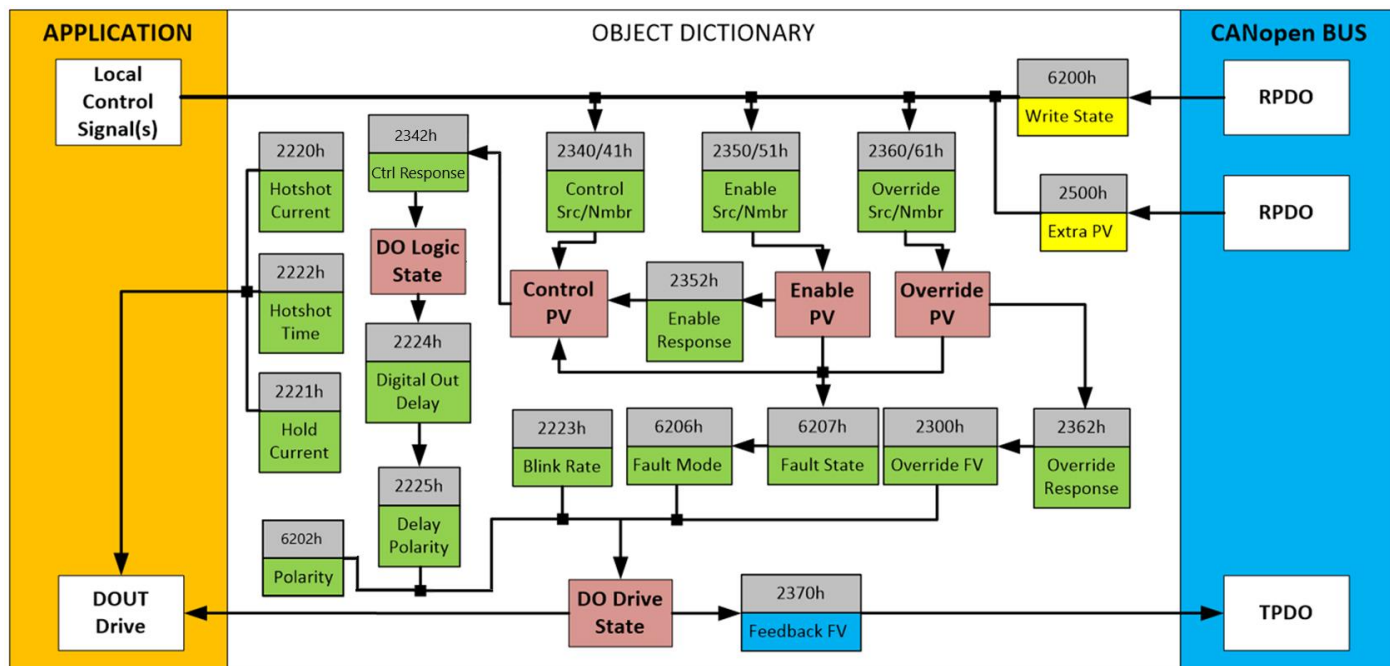 APPLICATION
OBJECT DICTIONARY
CANopen BUS
Local
Control
Signal(s)
6200h
Write State
RPDO
2220h
Hotshot
Current
2342h
Ctrl Response
2340/41h
Control
Src/Nmbr
2350/51h
Enable
Src/Nmbr
2360/61h
Override
Src/Nmbr
2500h
Extra PV
RPDO
DO Logic
State
2222h
Hotshot
Time
Control
PV
2352h
Enable
Response
Enable
PV
Override
PV
2224h
Digital Out
Delay
2221h
Hold
Current
2223h
Blink Rate
6206h
Fault Mode
6207h
Fault State
2300h
Override FV
2362h
Override
Response
2225h
Delay
Polarity
6202h
Polarity
DOUT
Drive
DO Drive
State
2370h
Feedback FV
TPDO